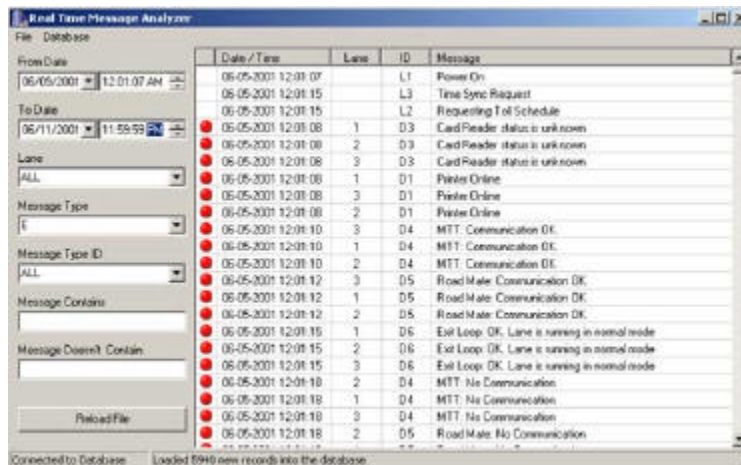 Real Time Message Analyzer
File Database
From Date
06/05/2001 12:01:07 AM
To Date
06/11/2001 11:59:59 PM
Lane
ALL
Message Type
E
Message Type ID
ALL
Message Contains
Message Doesn't Contain
Reload File
Date / Time Lane ID Message
06-05-2001 12:01:07 L1 Power On
06-05-2001 12:01:15 L3 Time Sync Request
06-05-2001 12:01:15 L2 Requesting Toll Schedule
06-05-2001 12:01:08 1 D3 Card Reader status is unknown
06-05-2001 12:01:08 2 D3 Card Reader status is unknown
06-05-2001 12:01:08 3 D3 Card Reader status is unknown
06-05-2001 12:01:08 1 D1 Printer Online
06-05-2001 12:01:08 3 D1 Printer Online
06-05-2001 12:01:08 2 D1 Printer Online
06-05-2001 12:01:10 3 D4 MTT: Communication OK.
06-05-2001 12:01:10 1 D4 MTT: Communication OK.
06-05-2001 12:01:10 2 D4 MTT: Communication OK.
06-05-2001 12:01:12 3 D5 Road Mate: Communication OK
06-05-2001 12:01:12 1 D5 Road Mate: Communication OK
06-05-2001 12:01:12 2 D5 Road Mate: Communication OK
06-05-2001 12:01:15 1 D6 Exit Loop: OK. Lane is running in normal mode
06-05-2001 12:01:15 2 D6 Exit Loop: OK. Lane is running in normal mode
06-05-2001 12:01:15 3 D6 Exit Loop: OK. Lane is running in normal mode
06-05-2001 12:01:18 2 D4 MTT: No Communication
06-05-2001 12:01:18 1 D4 MTT: No Communication
06-05-2001 12:01:18 3 D4 MTT: No Communication
06-05-2001 12:01:18 2 D5 Road Mate: No Communication
Connected to Database Loaded 5940 new records into the database